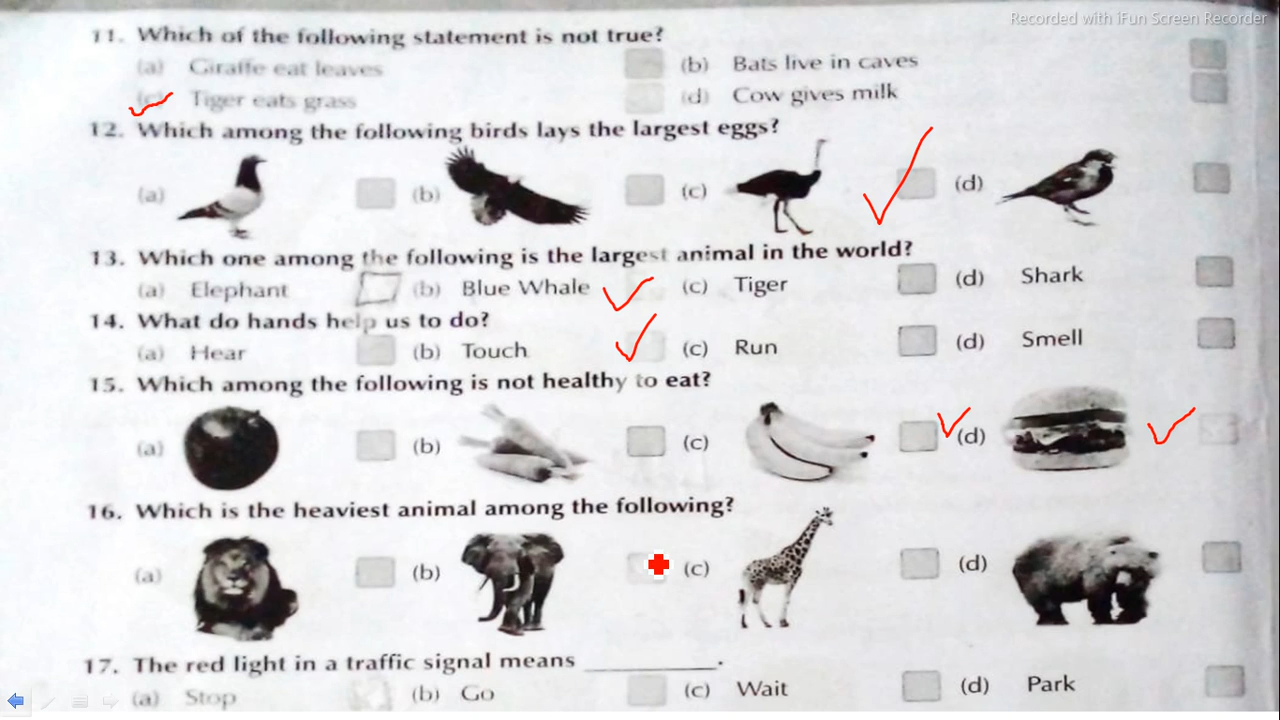 Recorded with iFun Screen Recorder
11. Which of the following statement is not true?
(a) Giraffe eat leaves (b) Bats live in caves
(c) Tiger eats grass (d) Cow gives milk
12. Which among the following birds lays the largest eggs?
(a) (b) (c) (d)
13. Which one among the following is the largest animal in the world?
(a) Elephant (b) Blue Whale (c) Tiger (d) Shark
14. What do hands help us to do?
(a) Hear (b) Touch (c) Run (d) Smell
15. Which among the following is not healthy to eat?
(a) (b) (c) (d)
16. Which is the heaviest animal among the following?
(a) (b) (c) (d)
17. The red light in a traffic signal means ________.
(a) Stop (b) Go (c) Wait (d) Park